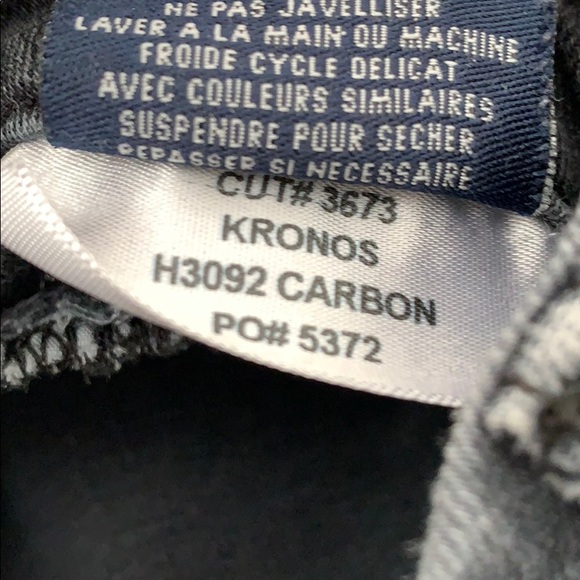 NE PAS JAVELLISER
LAVER A LA MAIN OU MACHINE
FROIDE CYCLE DELICAT
AVEC COULEURS SIMILAIRES
SUSPENDRE POUR SECHER
REPASSER SI NECESSAIRE
CUT# 3673
KRONOS
H3092 CARBON
PO# 5372